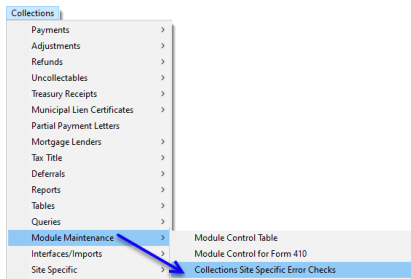 Collections
Payments
Adjustments
Refunds
Uncollectables
Treasury Receipts
Municipal Lien Certificates
Partial Payment Letters
Mortgage Lenders
Tax Title
Deferrals
Reports
Tables
Queries
Module Maintenance
Interfaces/Imports
Site Specific
Module Control Table
Module Control for Form 410
Collections Site Specific Error Checks